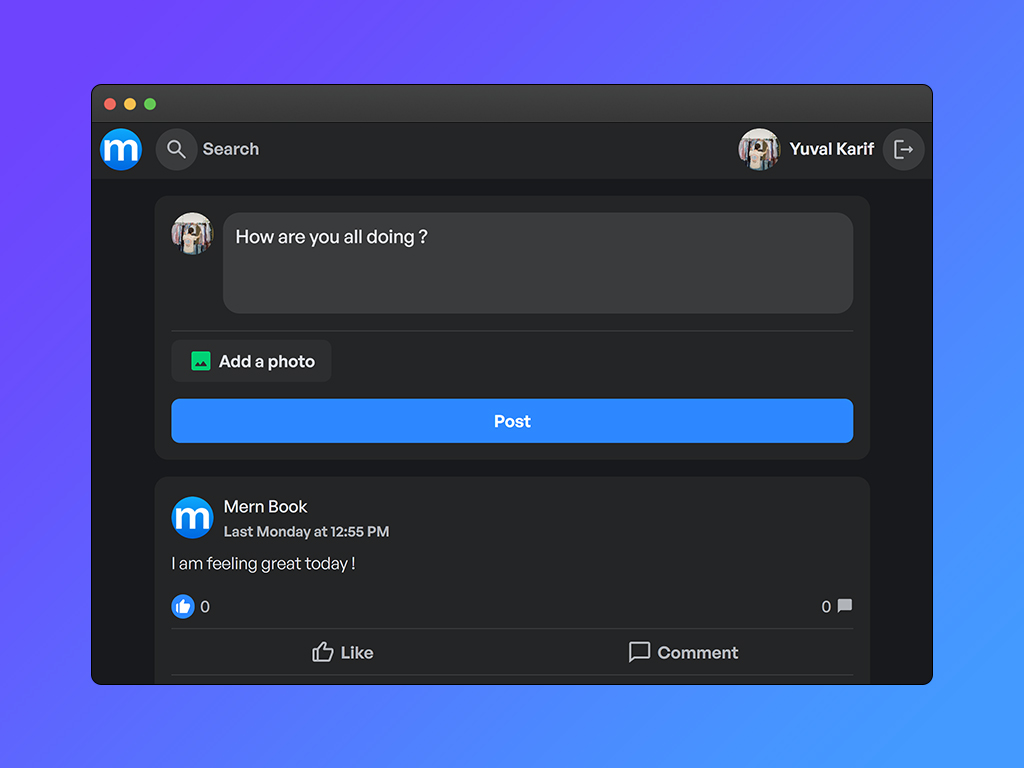 m
Search
Yuval Karif
How are you all doing ?
Add a photo
Post
m
Mern Book
Last Monday at 12:55 PM
I am feeling great today !
0
0
Like
Comment